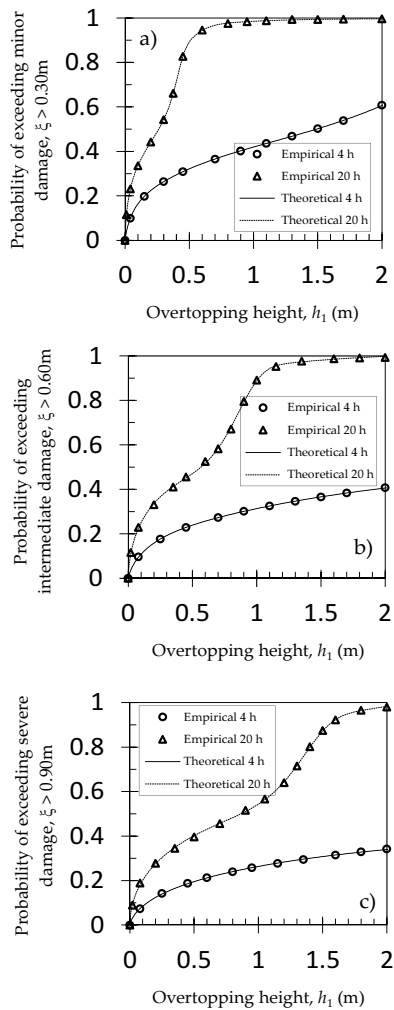 Probability of exceeding minor
damage, ξ > 0.30m
1
0.8
0.6
0.4
0.2
0
a)
Empirical 4 h
Empirical 20 h
Theoretical 4 h
Theoretical 20 h
0 0.5 1 1.5 2
Overtopping height, h₁ (m)
Probability of exceeding
intermediate damage, ξ > 0.60m
1
0.8
0.6
0.4
0.2
0
Empirical 4 h
Empirical 20 h
Theoretical 4 h
Theoretical 20 h
b)
0 0.5 1 1.5 2
Overtopping height, h₁ (m)
Probability of exceeding severe
damage, ξ > 0.90m
1
0.8
0.6
0.4
0.2
0
Empirical 4 h
Empirical 20 h
Theoretical 4 h
Theoretical 20 h
c)
0 0.5 1 1.5 2
Overtopping height, h₁ (m)